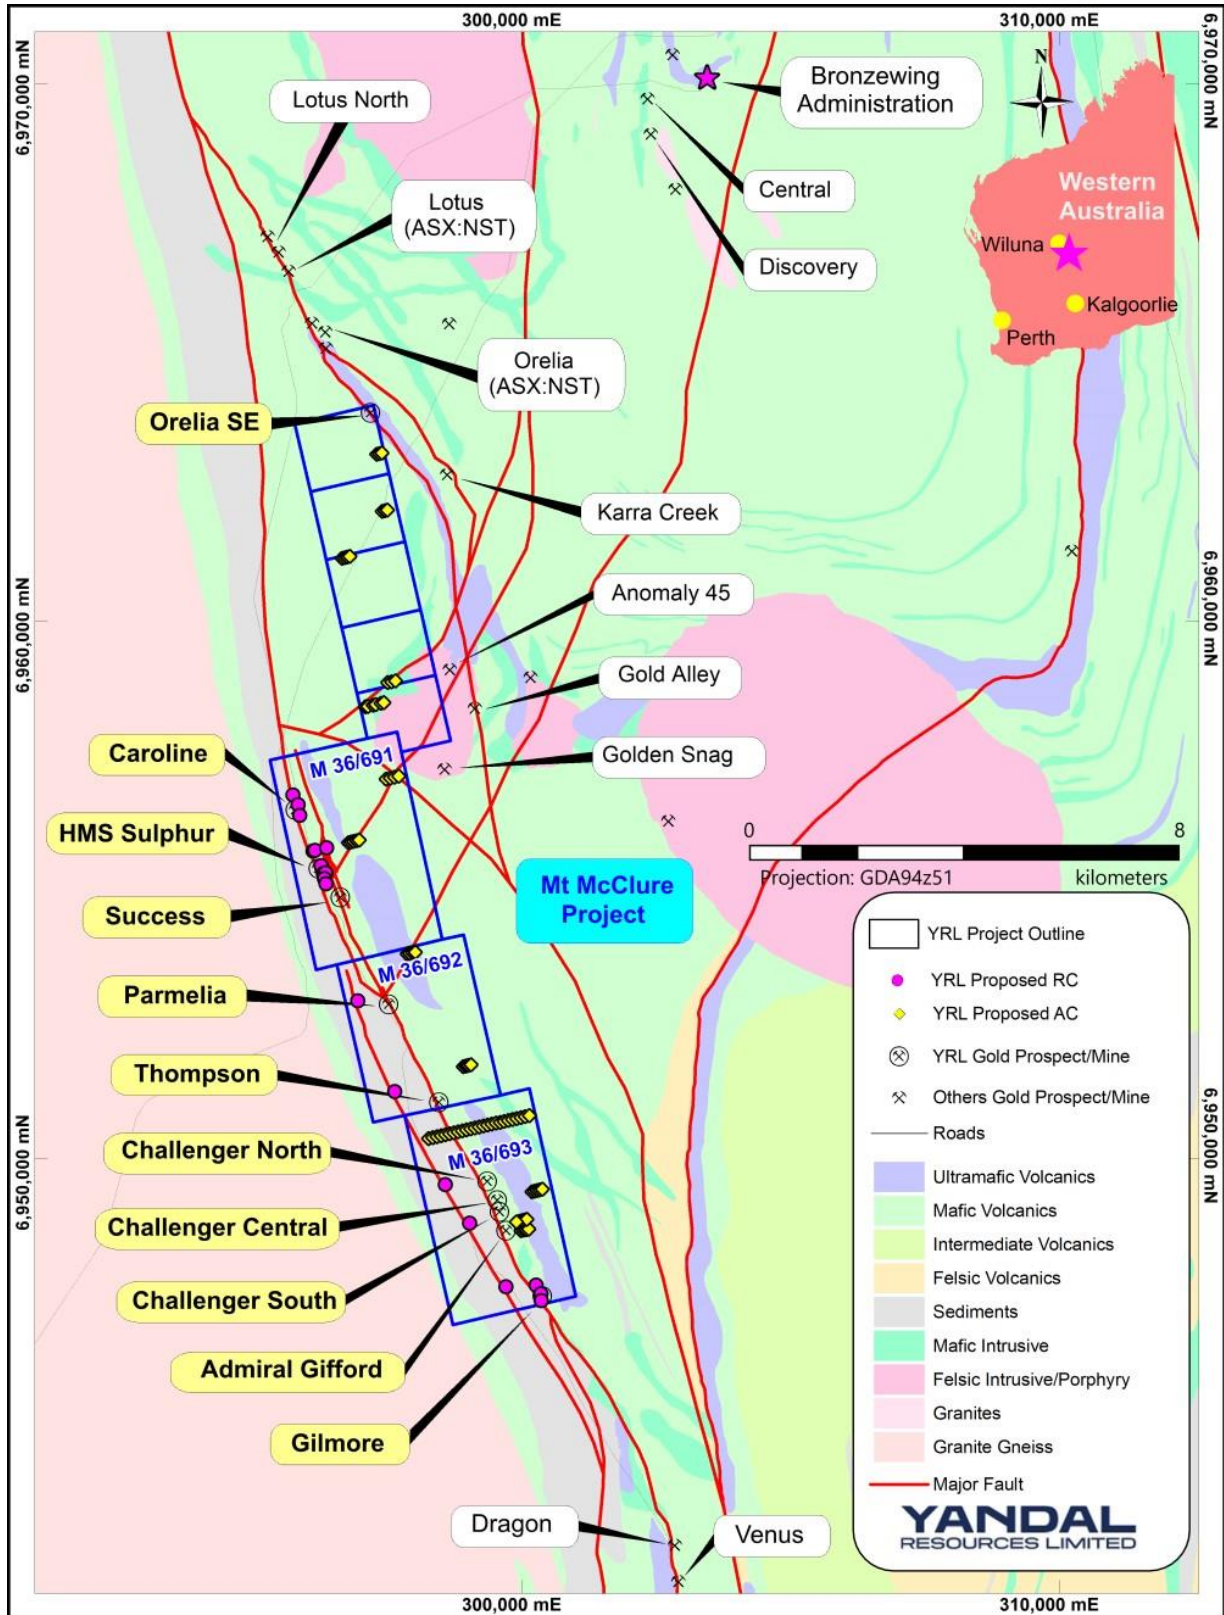 300,000 mE
310,000 mE
6,970,000 mN
6,970,000 mN
N
Lotus North
Bronzewing
Administration
Lotus
(ASX:NST)
Central
Western
Australia
Wiluna
Discovery
Kalgoorlie
Perth
Orelia
(ASX:NST)
Orelia SE
Karra Creek
Anomaly 45
6,960,000 mN
6,960,000 mN
Gold Alley
Caroline
M 36/691
Golden Snag
HMS Sulphur
0
8
Projection: GDA94z51
kilometers
Mt McClure
Project
Success
YRL Project Outline
M 36/692
YRL Proposed RC
Parmelia
YRL Proposed AC
YRL Gold Prospect/Mine
Thompson
Others Gold Prospect/Mine
Roads
Challenger North
M 36/693
6,950,000 mN
6,950,000 mN
Ultramafic Volcanics
Mafic Volcanics
Challenger Central
Intermediate Volcanics
Felsic Volcanics
Challenger South
Sediments
Mafic Intrusive
Admiral Gifford
Felsic Intrusive/Porphyry
Granites
Gilmore
Granite Gneiss
Major Fault
YANDAL
RESOURCES LIMITED
Dragon
Venus
300,000 mE
310,000 mE